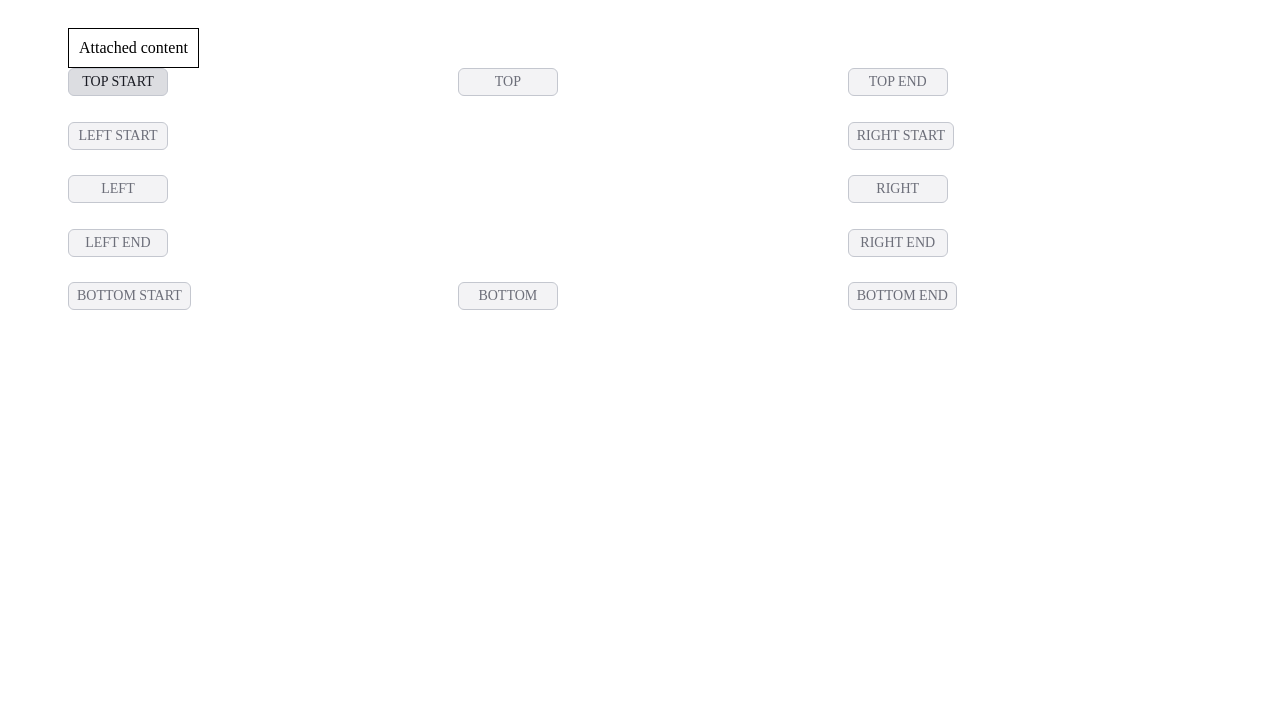 Attached content
TOP START
TOP
TOP END
LEFT START
RIGHT START
LEFT
RIGHT
LEFT END
RIGHT END
BOTTOM START
BOTTOM
BOTTOM END